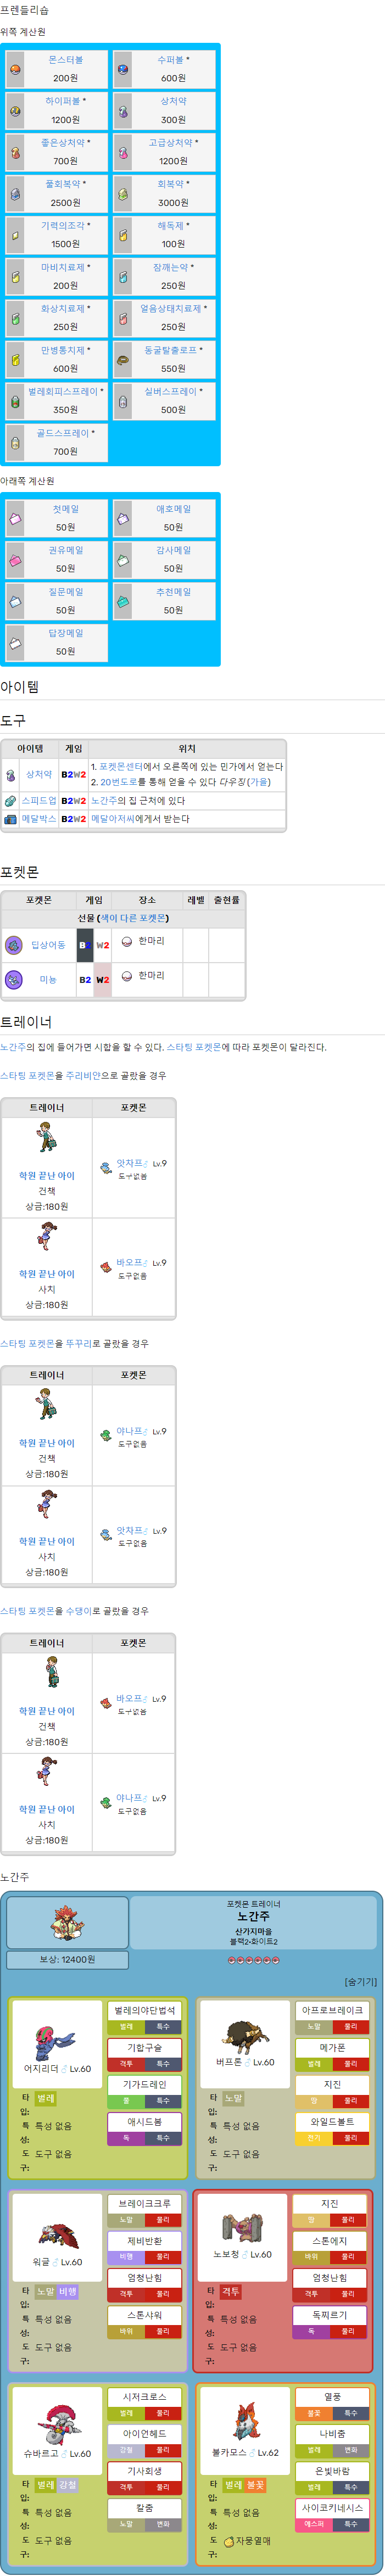 프렌들리숍
위쪽 계산원
몬스터볼
200원
수퍼볼 *
600원
하이퍼볼 *
1200원
상처약
300원
좋은상처약 *
700원
고급상처약 *
1200원
풀회복약 *
2500원
회복약 *
3000원
기력의조각 *
1500원
해독제 *
100원
마비치료제 *
200원
잠깨는약 *
250원
화상치료제 *
250원
얼음상태치료제 *
250원
만병통치제 *
600원
동굴탈출로프 *
550원
벌레회피스프레이 *
350원
실버스프레이 *
500원
골드스프레이 *
700원
아래쪽 계산원
첫메일
50원
애호메일
50원
권유메일
50원
감사메일
50원
질문메일
50원
추천메일
50원
답장메일
50원
아이템
도구
아이템 게임 위치
상처약 B2W2 1. 포켓몬센터에서 오른쪽에 있는 민가에서 얻는다
2. 20번도로를 통해 얻을 수 있다 다우징 (가을)
스피드업 B2W2 노간주의 집 근처에 있다
메달박스 B2W2 메달아저씨에게서 받는다
포켓몬
포켓몬 게임 장소 레벨 출현률
선물 (색이 다른 포켓몬)
딥상어동 B2 W2 한마리
미뇽 B2 W2 한마리
트레이너
노간주의 집에 들어가면 시합을 할 수 있다. 스타팅 포켓몬에 따라 포켓몬이 달라진다.
스타팅 포켓몬을 주리비얀으로 골랐을 경우
트레이너 포켓몬
학원 끝난 아이
건책
상금:180원
앗차프♂ Lv.9
도구없음
학원 끝난 아이
사치
상금:180원
바오프♂ Lv.9
도구없음
스타팅 포켓몬을 뚜꾸리로 골랐을 경우
트레이너 포켓몬
학원 끝난 아이
건책
상금:180원
야나프♂ Lv.9
도구없음
학원 끝난 아이
사치
상금:180원
앗차프♂ Lv.9
도구없음
스타팅 포켓몬을 수댕이로 골랐을 경우
트레이너 포켓몬
학원 끝난 아이
건책
상금:180원
바오프♂ Lv.9
도구없음
학원 끝난 아이
사치
상금:180원
야나프♂ Lv.9
도구없음
노간주
포켓몬 트레이너
노간주
산가지마을
블랙2·화이트2
보상: 12400원
[숨기기]
어지리더 ♂ Lv.60
타입: 벌레
특성: 특성 없음
도구: 도구 없음
벌레의야단법석
벌레 특수
기합구슬
격투 특수
기가드레인
풀 특수
애시드봄
독 특수
버프론 ♂ Lv.60
타입: 노말
특성: 특성 없음
도구: 도구 없음
아프로브레이크
노말 물리
메가폰
벌레 물리
지진
땅 물리
와일드볼트
전기 물리
워글 ♂ Lv.60
타입: 노말 비행
특성: 특성 없음
도구: 도구 없음
브레이크크루
노말 물리
제비반환
비행 물리
엄청난힘
격투 물리
스톤샤워
바위 물리
노보청 ♂ Lv.60
타입: 격투
특성: 특성 없음
도구: 도구 없음
지진
땅 물리
스톤에지
바위 물리
엄청난힘
격투 물리
독찌르기
독 물리
슈바르고 ♂ Lv.60
타입: 벌레 강철
특성: 특성 없음
도구: 도구 없음
시저크로스
벌레 물리
아이언헤드
강철 물리
기사회생
격투 물리
칼춤
노말 변화
불카모스 ♂ Lv.62
타입: 벌레 불꽃
특성: 특성 없음
도구: 자뭉열매
열풍
불꽃 특수
나비춤
벌레 변화
은빛바람
벌레 특수
사이코키네시스
에스퍼 특수